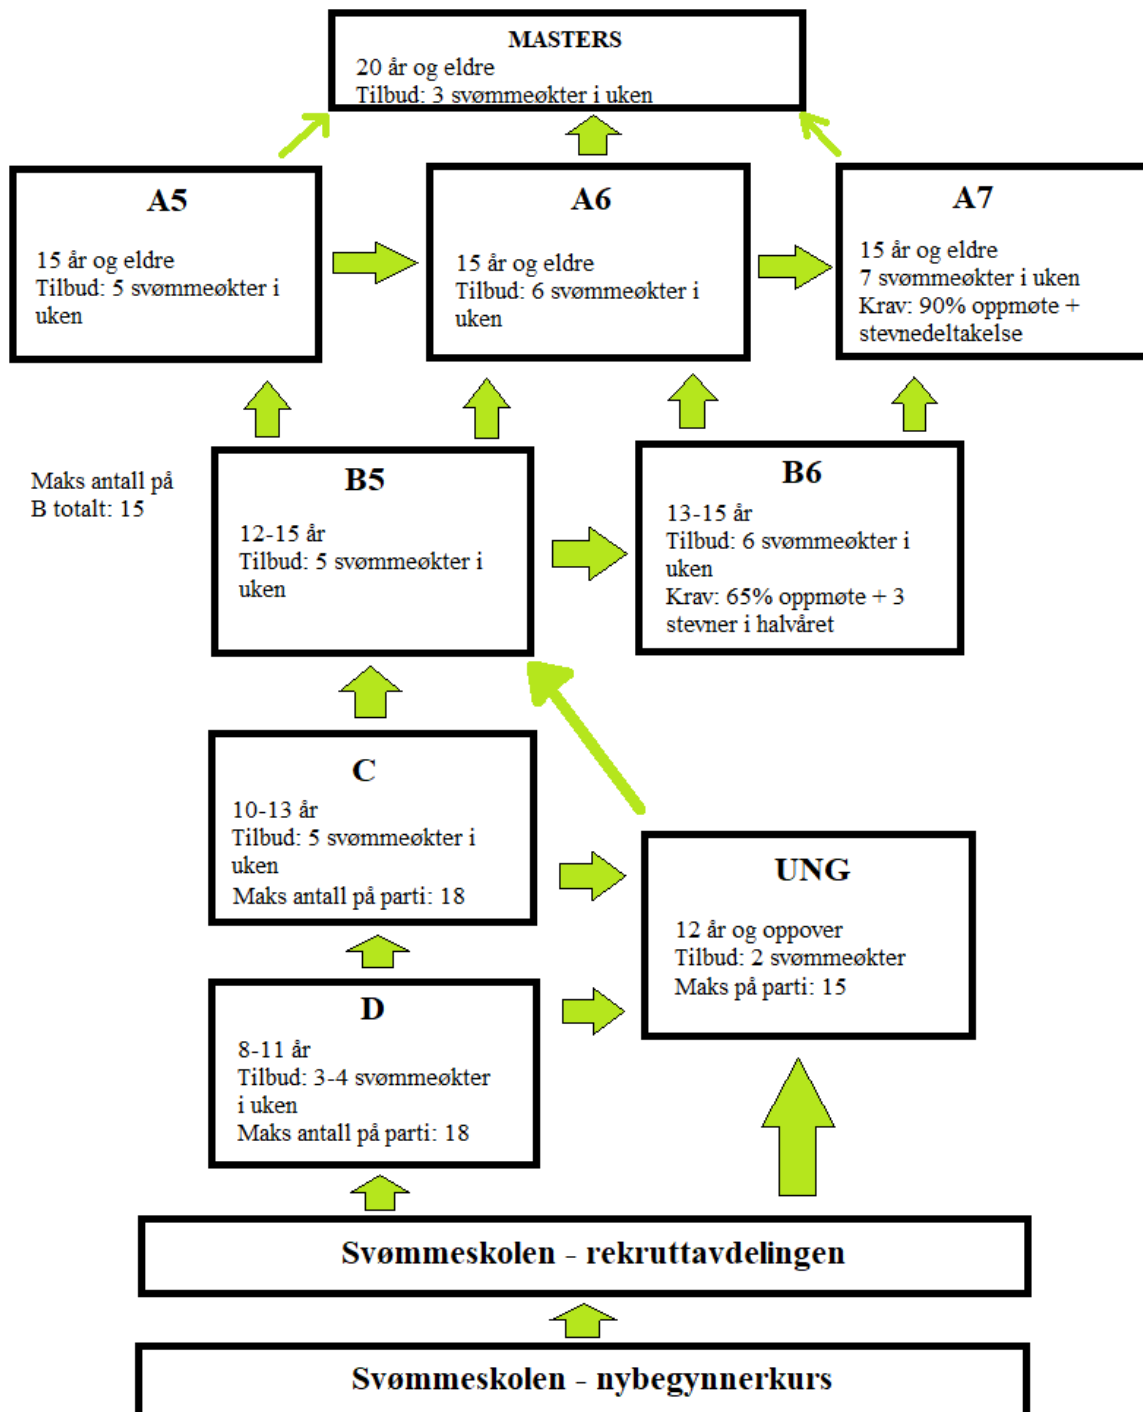 MASTERS
20 år og eldre
Tilbud: 3 svømmeøkter i uken
A5
15 år og eldre
Tilbud: 5 svømmeøkter i
uken
A6
15 år og eldre
Tilbud: 6 svømmeøkter i
uken
A7
15 år og eldre
7 svømmeøkter i uken
Krav: 90% oppmøte +
stevnedeltakelse
Maks antall på
B totalt: 15
B5
12-15 år
Tilbud: 5 svømmeøkter i
uken
B6
13-15 år
Tilbud: 6 svømmeøkter i
uken
Krav: 65% oppmøte + 3
stevner i halvåret
C
10-13 år
Tilbud: 5 svømmeøkter i
uken
Maks antall på parti: 18
UNG
12 år og oppover
Tilbud: 2 svømmeøkter
Maks på parti: 15
D
8-11 år
Tilbud: 3-4 svømmeøkter
i uken
Maks antall på parti: 18
Svømmeskolen - rekruttavdelingen
Svømmeskolen - nybegynnerkurs